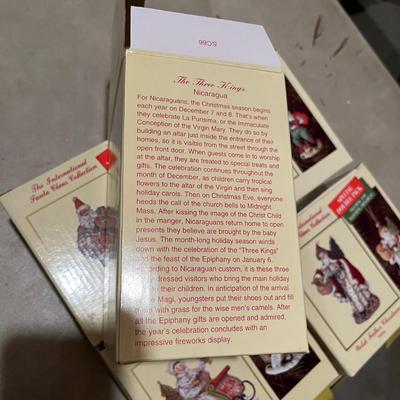 SC66
The Three Kings
Nicaragua
For Nicaraguans, the Christmas season begins
each year on December 7 and 8. That's when
they celebrate La Purisima, or the Immaculate
Conception of the Virgin Mary. They do so by
building an altar just inside the entrance of their
homes, so it is visible from the street through the
open front door. When guests come in to worship
at the altar, they are treated to special treats and
gifts. The celebration continues throughout the
month of December, as children carry tropical
flowers to the altar of the Virgin and then sing
holiday carols. Then on Christmas Eve, everyone
heeds the call of the church bells to Midnight
Mass. After kissing the image of the Christ Child
in the manger, Nicaraguans return home to open
presents they believe are brought by the baby
Jesus. The month-long holiday season winds
down with the celebration of the "Three Kings"
and the feast of the Epiphany on January 6.
According to Nicaraguan custom, it is these three
dressed visitors who bring the main holiday
their children. In anticipation of the arrival
Magi, youngsters put their shoes out and fill
with grass for the wise men's camels. After
all the Epiphany gifts are opened and admired,
the year's celebration concludes with an
impressive fireworks display.
The International
Santa Claus Collection
SPECIAL
DOUBLE PACK